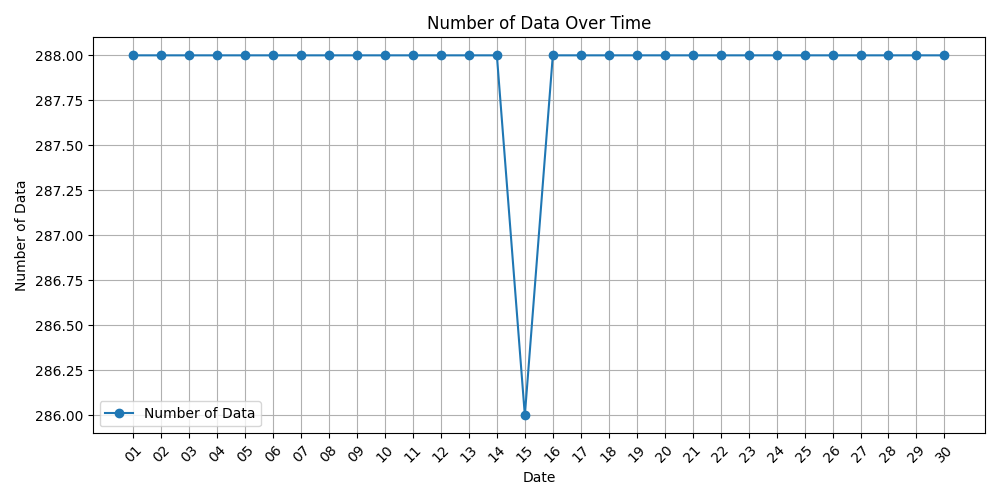 Number of Data Over Time
Number of Data
288.00
287.75
287.50
287.25
287.00
286.75
286.50
286.25
286.00
Number of Data
01 02 03 04 05 06 07 08 09 10 11 12 13 14 15 16 17 18 19 20 21 22 23 24 25 26 27 28 29 30
Date